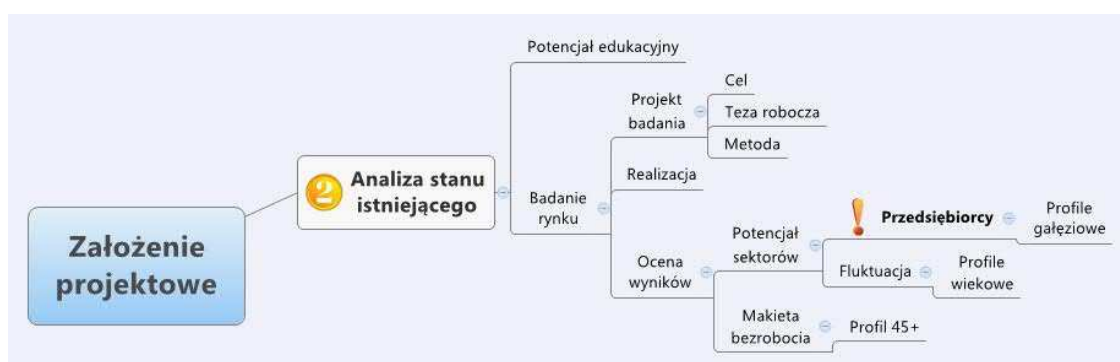 Założenie
projektowe
2
Analiza stanu
istniejącego
Potencjał edukacyjny
Badanie
rynku
Projekt
badania
Cel
Teza robocza
Metoda
Realizacja
Ocena
wyników
Potencjał
sektorów
Przedsiębiorcy
Profile
gałęziowe
Fluktuacja
Profile
wiekowe
Makieta
bezrobocia
Profil 45+